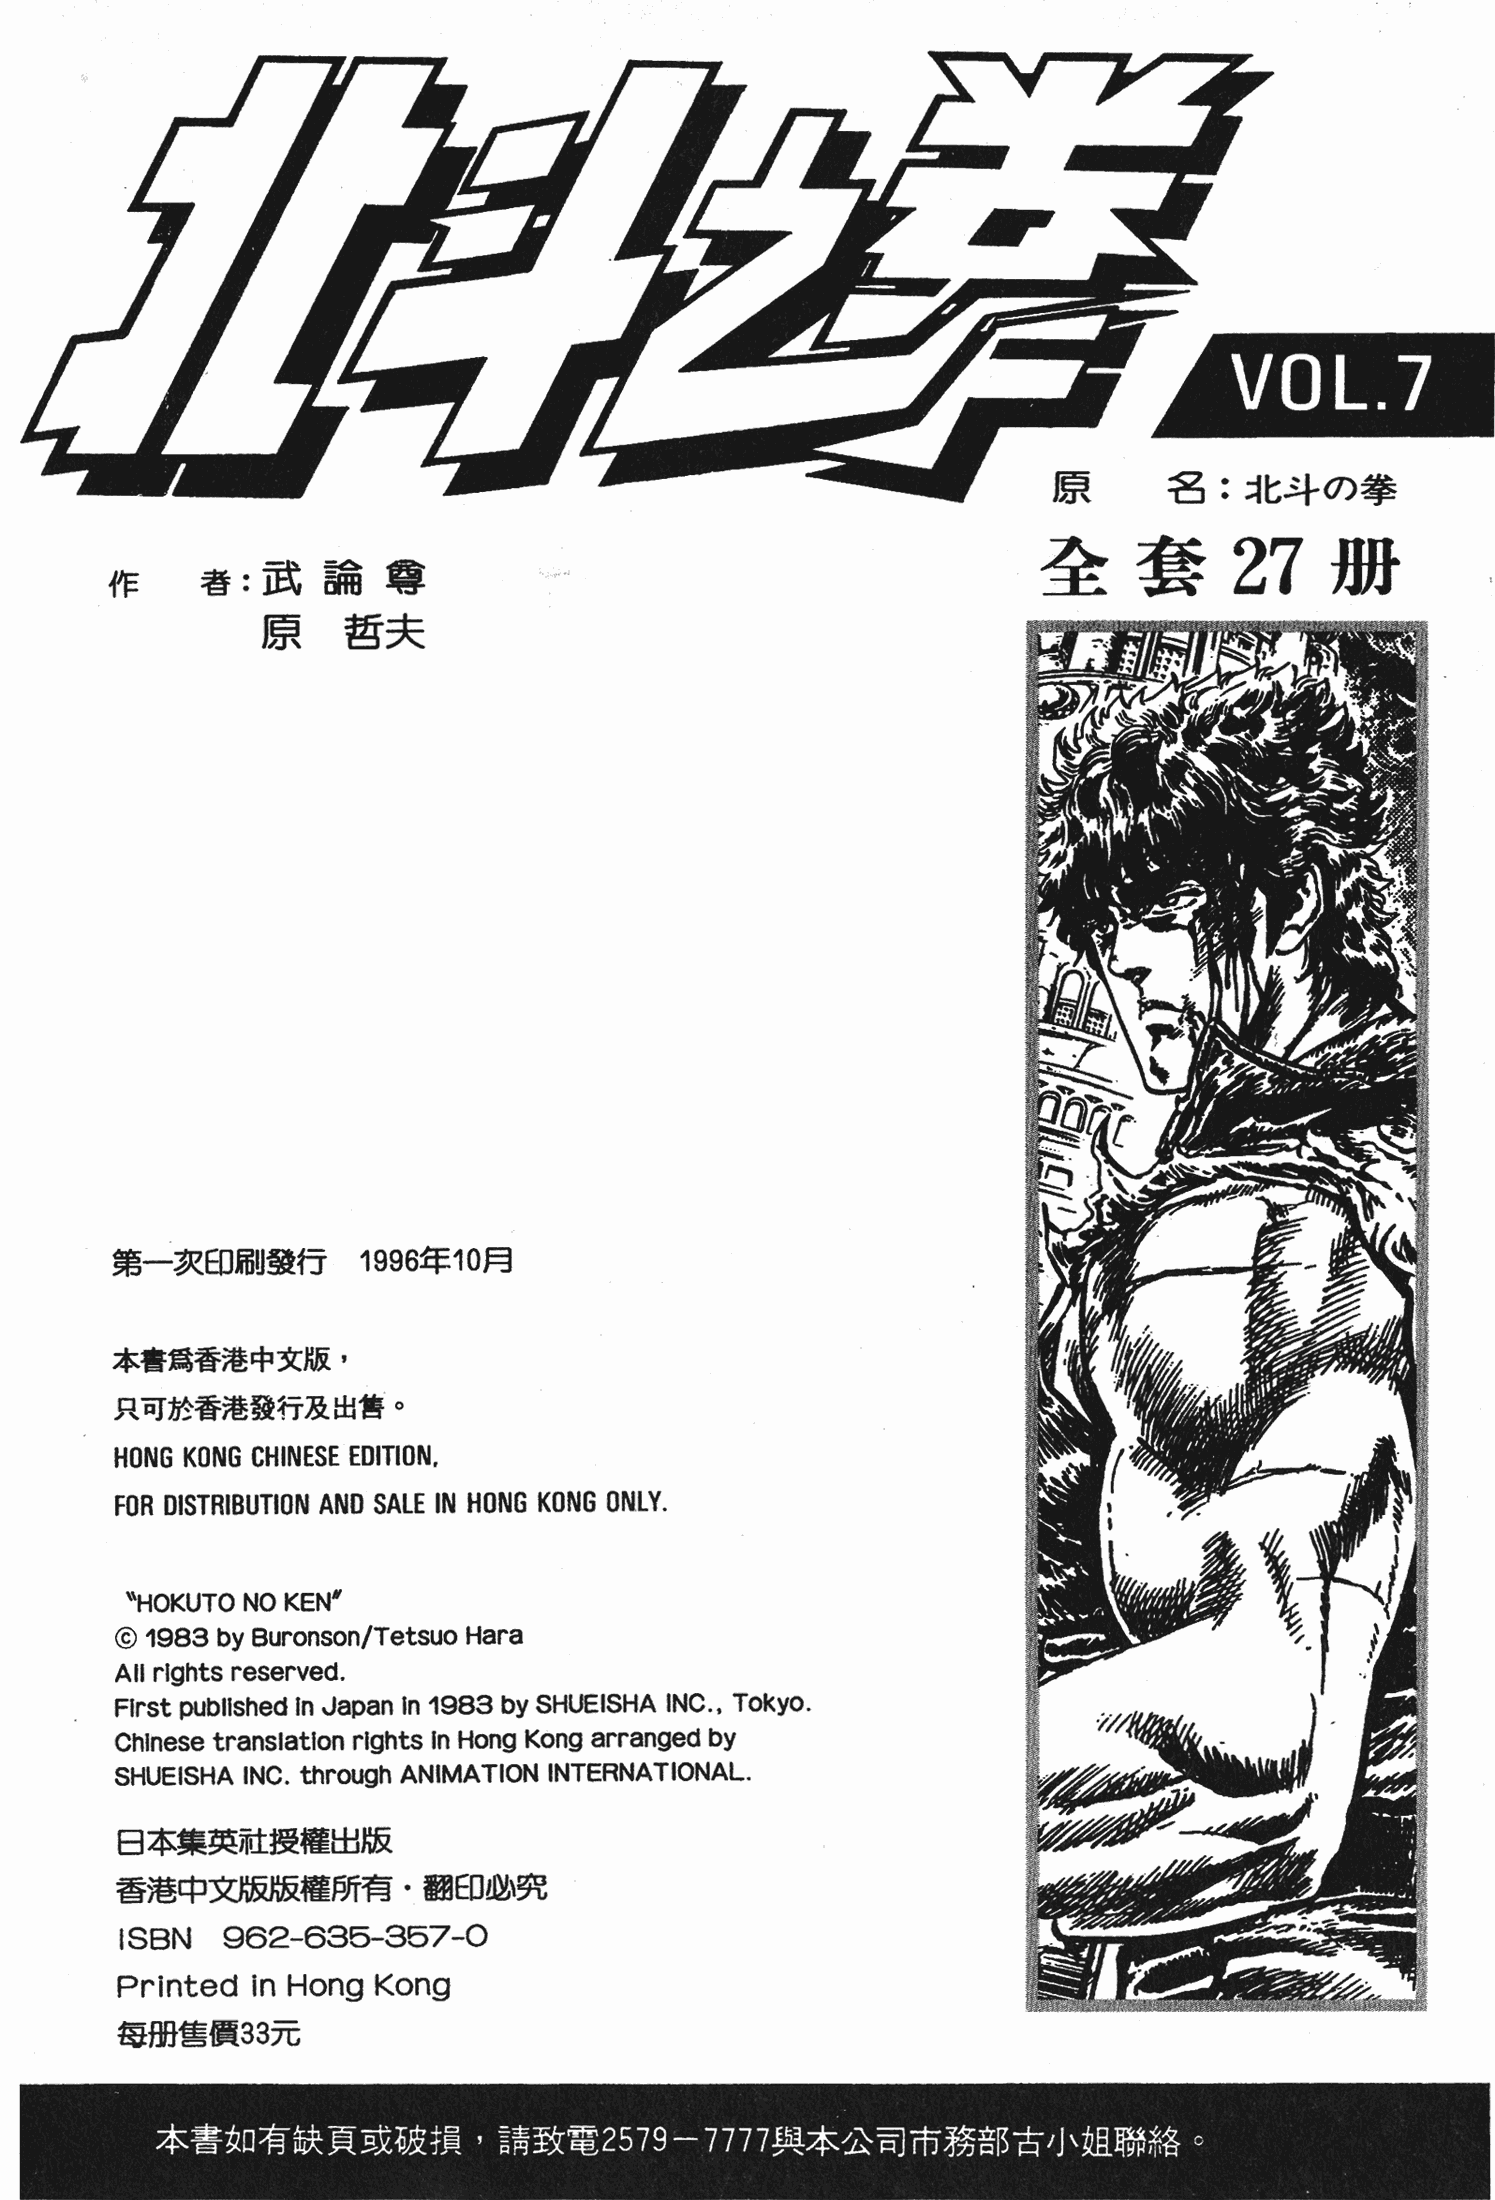 北斗之拳
VOL.7
原 名：北斗の拳
全套27册
作 者：武論尊
原 哲夫
第一次印刷發行 1996年10月
本書爲香港中文版，
只可於香港發行及出售。
HONG KONG CHINESE EDITION,
FOR DISTRIBUTION AND SALE IN HONG KONG ONLY.
"HOKUTO NO KEN"
© 1983 by Buronson/Tetsuo Hara
All rights reserved.
First published in Japan in 1983 by SHUEISHA INC., Tokyo.
Chinese translation rights in Hong Kong arranged by
SHUEISHA INC. through ANIMATION INTERNATIONAL.
日本集英社授權出版
香港中文版版權所有・翻印必究
ISBN 962-635-357-0
Printed in Hong Kong
每册售價33元
本書如有缺頁或破損，請致電2579－7777與本公司市務部古小姐聯絡。